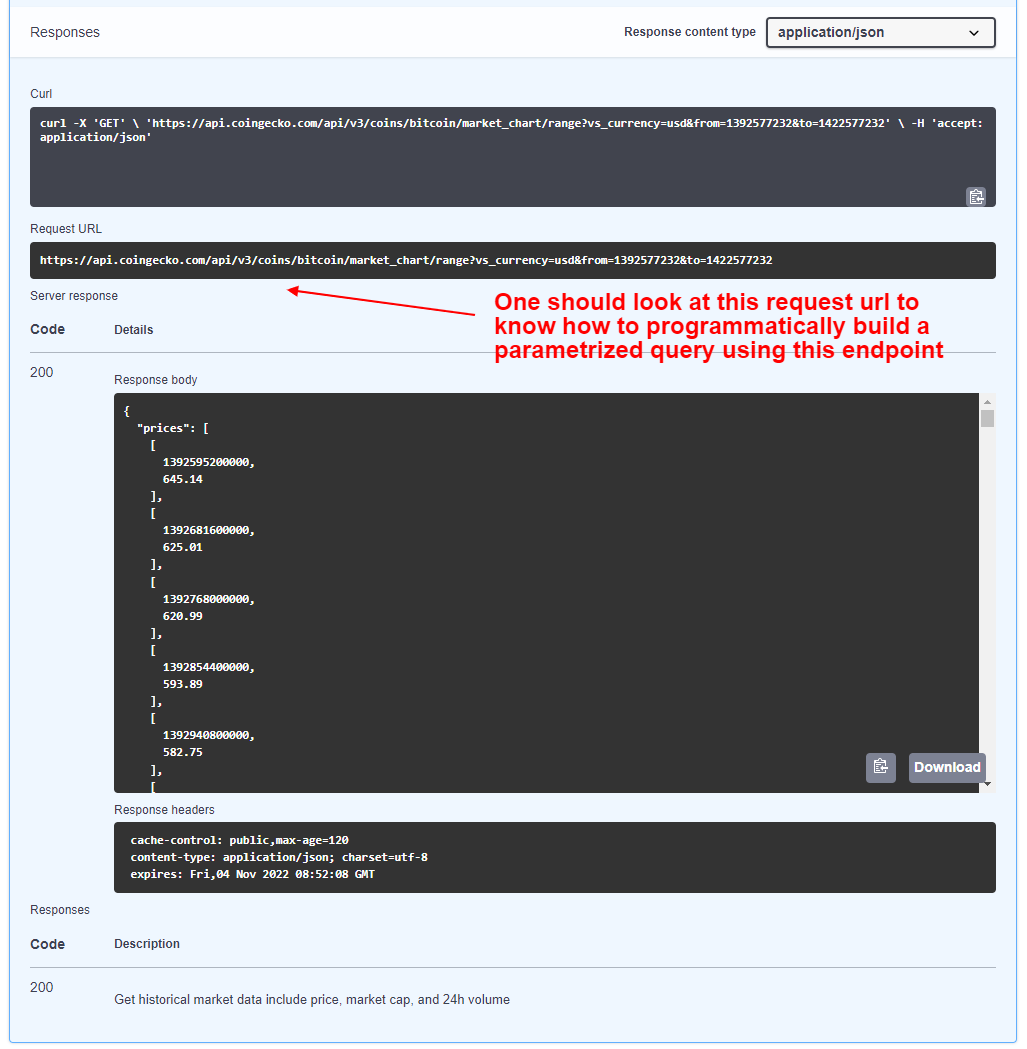 Responses
Response content type
application/json
Curl
curl -X 'GET' \ 'https://api.coingecko.com/api/v3/coins/bitcoin/market_chart/range?vs_currency=usd&from=1392577232&to=1422577232' \ -H 'accept:
application/json'
Request URL
https://api.coingecko.com/api/v3/coins/bitcoin/market_chart/range?vs_currency=usd&from=1392577232&to=1422577232
Server response
One should look at this request url to
know how to programmatically build a
parametrized query using this endpoint
Code
Details
200
Response body
{
"prices": [
[
1392595200000,
645.14
],
[
1392681600000,
625.01
],
[
1392768000000,
620.99
],
[
1392854400000,
593.89
],
[
1392940800000,
582.75
],
[
Download
Response headers
cache-control: public,max-age=120
content-type: application/json; charset=utf-8
expires: Fri,04 Nov 2022 08:52:08 GMT
Responses
Code
Description
200
Get historical market data include price, market cap, and 24h volume